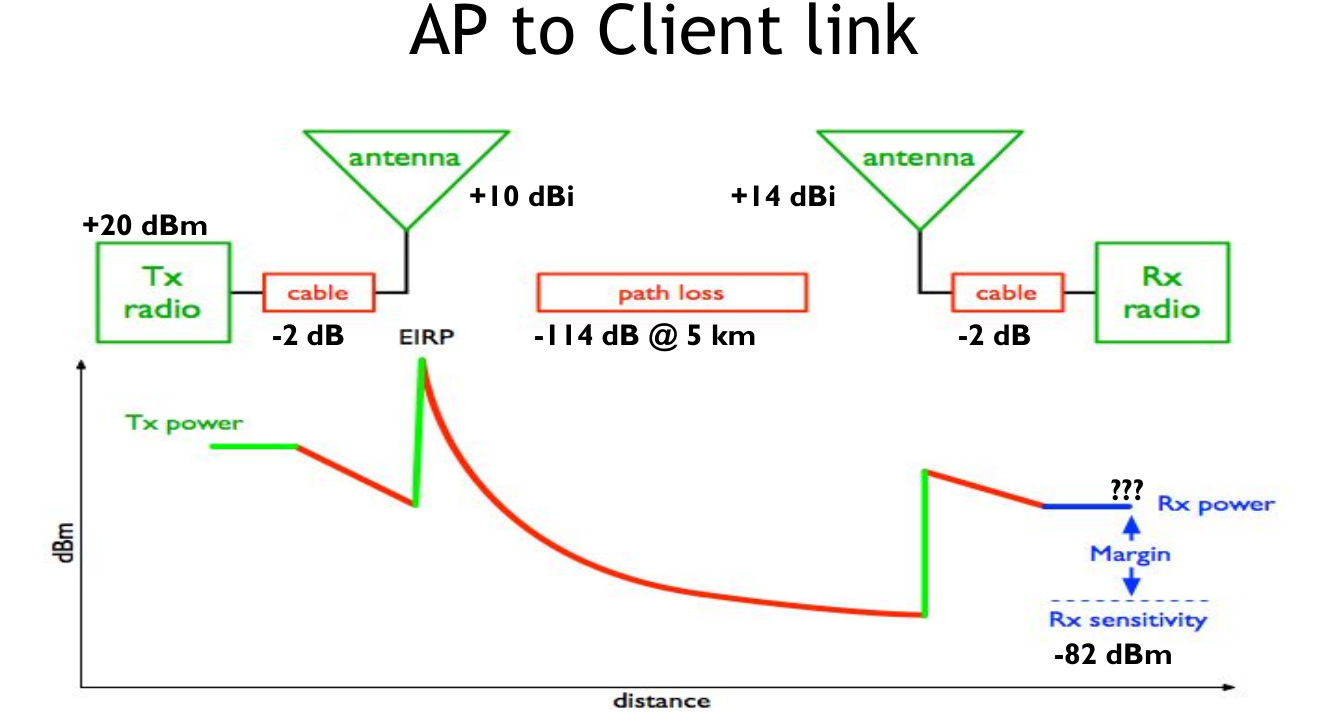 AP to Client link
antenna
antenna
+10 dBi
+14 dBi
+20 dBm
Tx
radio
cable
path loss
cable
Rx
radio
-2 dB
EIRP
-114 dB @ 5 km
-2 dB
Tx power
???
Rx power
dBm
Margin
Rx sensitivity
-82 dBm
distance